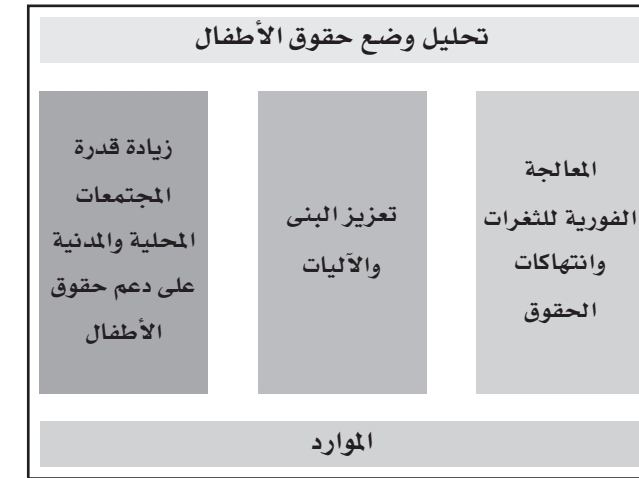 تحليل وضع حقوق الأطفال
المعالجة
الفورية للثغرات
وانتهاكات
الحقوق
تعزيز البنى
والآليات
زيادة قدرة
المجتمعات
المحلية والمدنية
على دعم حقوق
الأطفال
الموارد